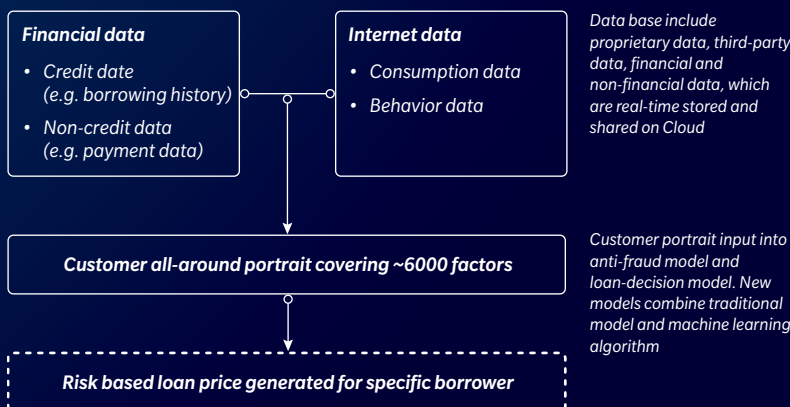 Financial data
• Credit date
(e.g. borrowing history)
• Non-credit data
(e.g. payment data)
Internet data
• Consumption data
• Behavior data
Data base include
proprietary data, third-party
data, financial and
non-financial data, which
are real-time stored and
shared on Cloud
Customer all-around portrait covering ~6000 factors
Customer portrait input into
anti-fraud model and
loan-decision model. New
models combine traditional
model and machine learning
algorithm
Risk based loan price generated for specific borrower